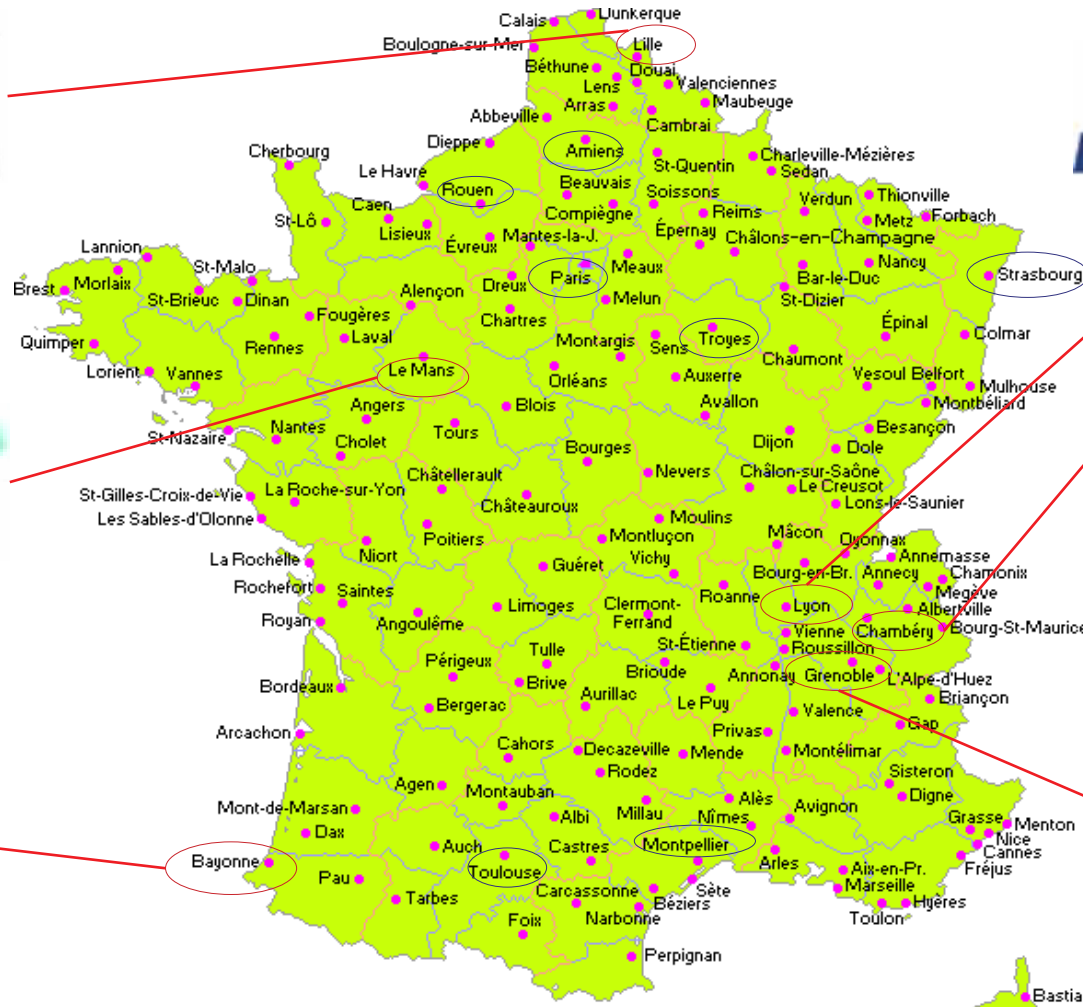 Calais
Dunkerque
Boulogne-sur Mer
Lille
Béthune
Douai
Lens
Valenciennes
Maubeuge
Arras
Abbeville
Cambrai
Dieppe
Amiens
Cherbourg
St-Quentin
Charleville-Mézières
Sedan
Le Havre
Rouen
Beauvais
Soissons
Thionville
Caen
Compiègne
Reims
Verdun
St-Lô
Lisieux
Metz
Forbach
Évreux
Mantes-la-J.
Épernay
Châlons-en-Champagne
Lannion
St-Malo
Meaux
Nancy
Brest
Morlaix
Dreux
Paris
Bar-le-Duc
Strasbourg
St-Brieuc
Dinan
Alençon
Melun
St-Dizier
Fougères
Chartres
Quimper
Rennes
Laval
Montargis
Sens
Troyes
Épinal
Colmar
Chaumont
Lorient
Vannes
Le Mans
Orléans
Auxerre
Vesoul
Belfort
Mulhouse
Angers
Blois
Avallon
Montbéliard
St-Nazaire
Nantes
Cholet
Tours
Bourges
Dijon
Besançon
Dole
Châtellerault
Nevers
Châlon-sur-Saône
St-Gilles-Croix-de-Vie
La Roche-sur-Yon
Le Creusot
Les Sables-d'Olonne
Châteauroux
Lons-le-Saunier
Poitiers
Moulins
Niort
Montluçon
Mâcon
Oyonnax
La Rochelle
Guéret
Vichy
Bourg-en-Br.
Annemasse
Annecy
Chamonix
Rochefort
Saintes
Roanne
Megève
Limoges
Clermont-
Ferrand
Lyon
Albertville
Royan
Angoulême
Vienne
Chambéry
Bourg-St-Maurice
St-Étienne
Roussillon
Périgeux
Tulle
Brioude
Annonay
Grenoble
L'Alpe-d'Huez
Bordeaux
Brive
Aurillac
Le Puy
Briançon
Bergerac
Valence
Gap
Arcachon
Privas
Cahors
Decazeville
Mende
Montélimar
Rodez
Sisteron
Agen
Montauban
Alès
Digne
Mont-de-Marsan
Albi
Millau
Nîmes
Avignon
Grasse
Menton
Dax
Nice
Auch
Castres
Montpellier
Arles
Cannes
Bayonne
Toulouse
Aix-en-Pr.
Fréjus
Pau
Carcassonne
Sète
Marseille
Tarbes
Béziers
Hyères
Foix
Narbonne
Toulon
Perpignan
Bastia